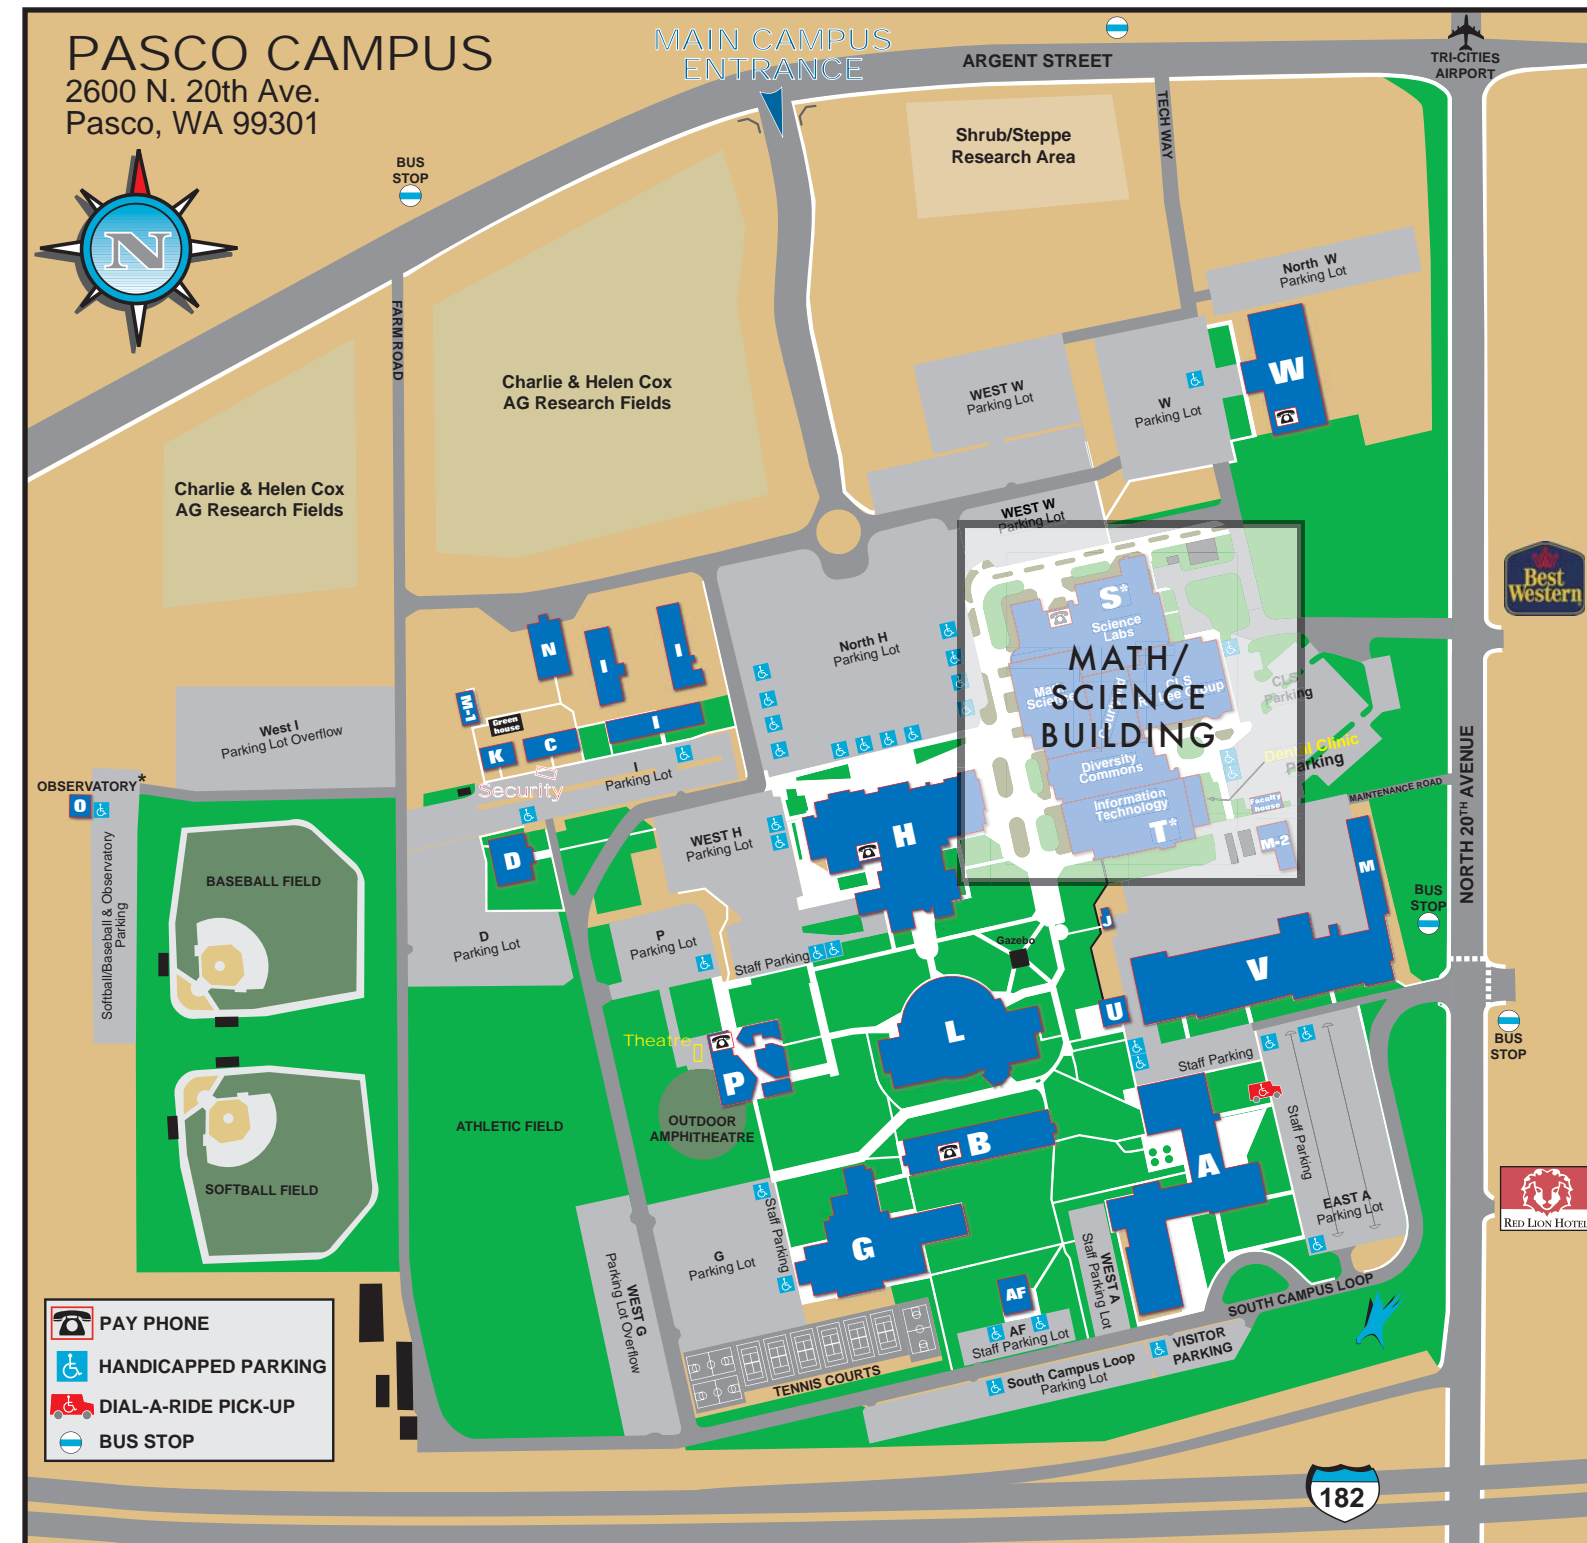 PASCO CAMPUS
2600 N. 20th Ave.
Pasco, WA 99301
N
MAIN CAMPUS
ENTRANCE
ARGENT STREET
TRI-CITIES
AIRPORT
BUS
STOP
TECH WAY
Shrub/Steppe
Research Area
North W
Parking Lot
FARM ROAD
Charlie & Helen Cox
AG Research Fields
WEST W
Parking Lot
W
Parking Lot
W
Charlie & Helen Cox
AG Research Fields
WEST W
Parking Lot
Best
Western
S*
Science
Labs
North H
Parking Lot
N
I
I
I
M-1
Green
house
K
C
MATH/
SCIENCE
BUILDING
CLS
Parking
Dental Clinic
Parking
Diversity
Commons
Information
Technology
T*
Faculty
house
M-2
MAINTENANCE ROAD
NORTH 20TH AVENUE
West I
Parking Lot Overflow
I
Parking Lot
Security
OBSERVATORY*
O
Softball/Baseball & Observatory
Parking
BASEBALL FIELD
D
WEST H
Parking Lot
H
M
BUS
STOP
J
D
Parking Lot
P
Parking Lot
Staff Parking
Gazebo
V
U
L
BUS
STOP
Theatre
P
Staff Parking
OUTDOOR
AMPHITHEATRE
ATHLETIC FIELD
B
A
Staff Parking
SOFTBALL FIELD
EAST A
Parking Lot
RED LION HOTEL
Staff Parking
G
G
Parking Lot
WEST G
Parking Lot Overflow
WEST A
Staff Parking Lot
AF
AF
Staff Parking Lot
SOUTH CAMPUS LOOP
VISITOR
PARKING
South Campus Loop
Parking Lot
TENNIS COURTS
PAY PHONE
HANDICAPPED PARKING
DIAL-A-RIDE PICK-UP
BUS STOP
182